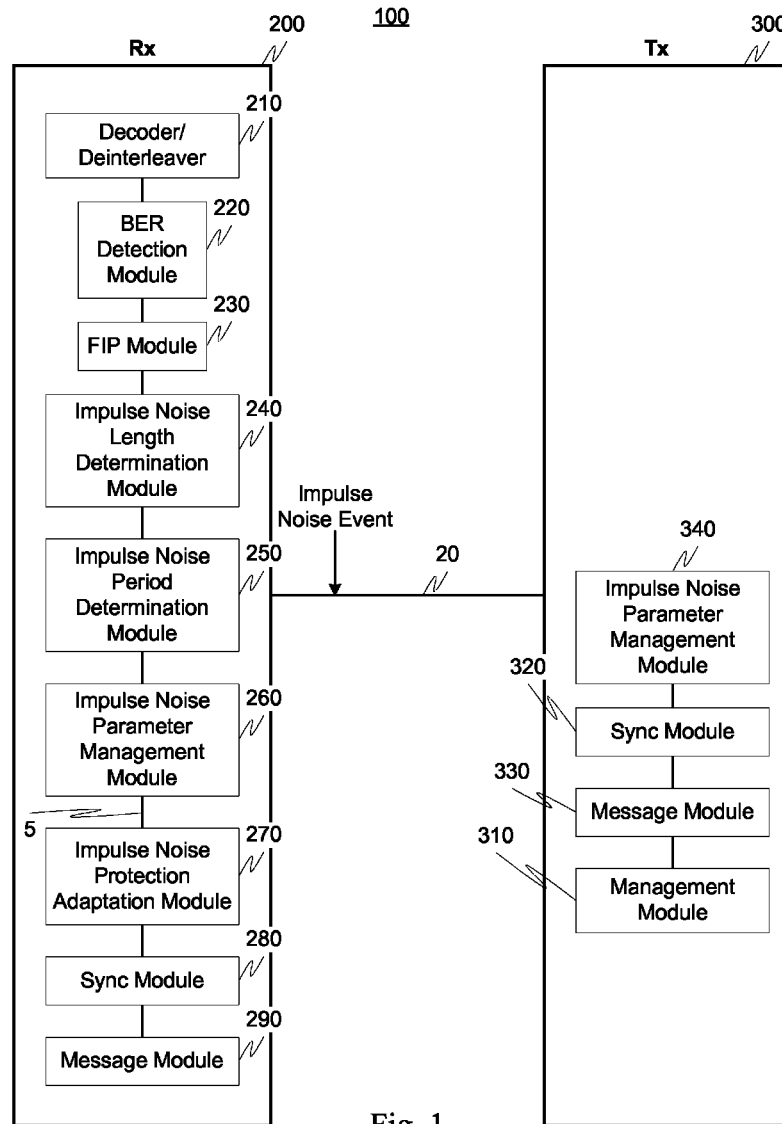 100
Rx
200
210
Decoder/
Deinterleaver
220
BER
Detection
Module
230
FIP Module
240
Impulse Noise
Length
Determination
Module
250
Impulse Noise
Period
Determination
Module
260
Impulse Noise
Parameter
Management
Module
5
270
Impulse Noise
Protection
Adaptation Module
280
Sync Module
290
Message Module
Impulse
Noise Event
20
Tx
300
340
Impulse Noise
Parameter
Management
Module
320
Sync Module
330
Message Module
310
Management
Module
Fig. 1